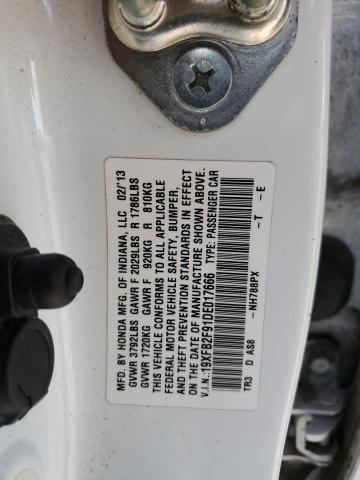 MFD. BY HONDA MFG. OF INDIANA, LLC 02/'13
GVWR 3792LBS GAWR F 2029LBS R 1786LBS
GVWR 1720KG GAWR F 920KG R 810KG
THIS VEHICLE CONFORMS TO ALL APPLICABLE
FEDERAL MOTOR VEHICLE SAFETY, BUMPER,
AND THEFT PREVENTION STANDARDS IN EFFECT
ON THE DATE OF MANUFACTURE SHOWN ABOVE.
V.I.N.:19XFB2F91DE017666 TYPE: PASSENGER CAR
TR3 D AS8 -NH788PX -T -E